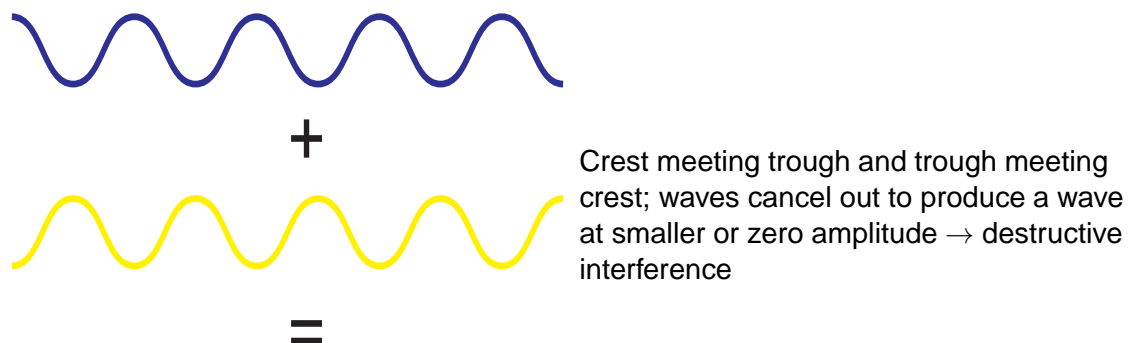 +
Crest meeting trough and trough meeting
crest; waves cancel out to produce a wave
at smaller or zero amplitude → destructive
interference
=